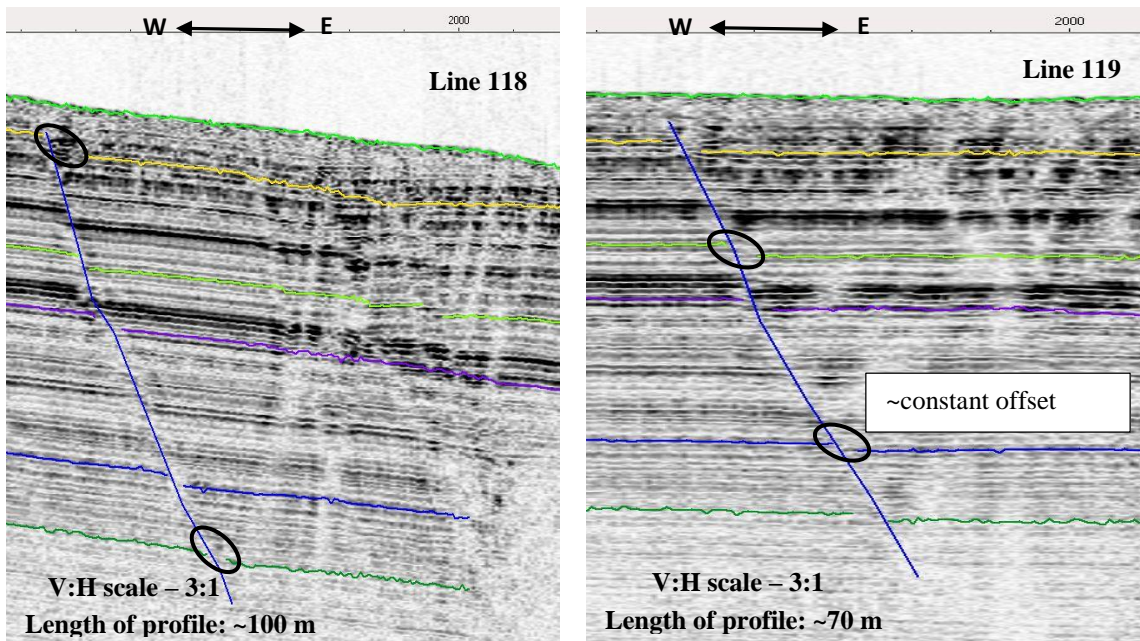 W E 2000
Line 118
V:H scale – 3:1
Length of profile: ~100 m
W E 2000
Line 119
~constant offset
V:H scale – 3:1
Length of profile: ~70 m